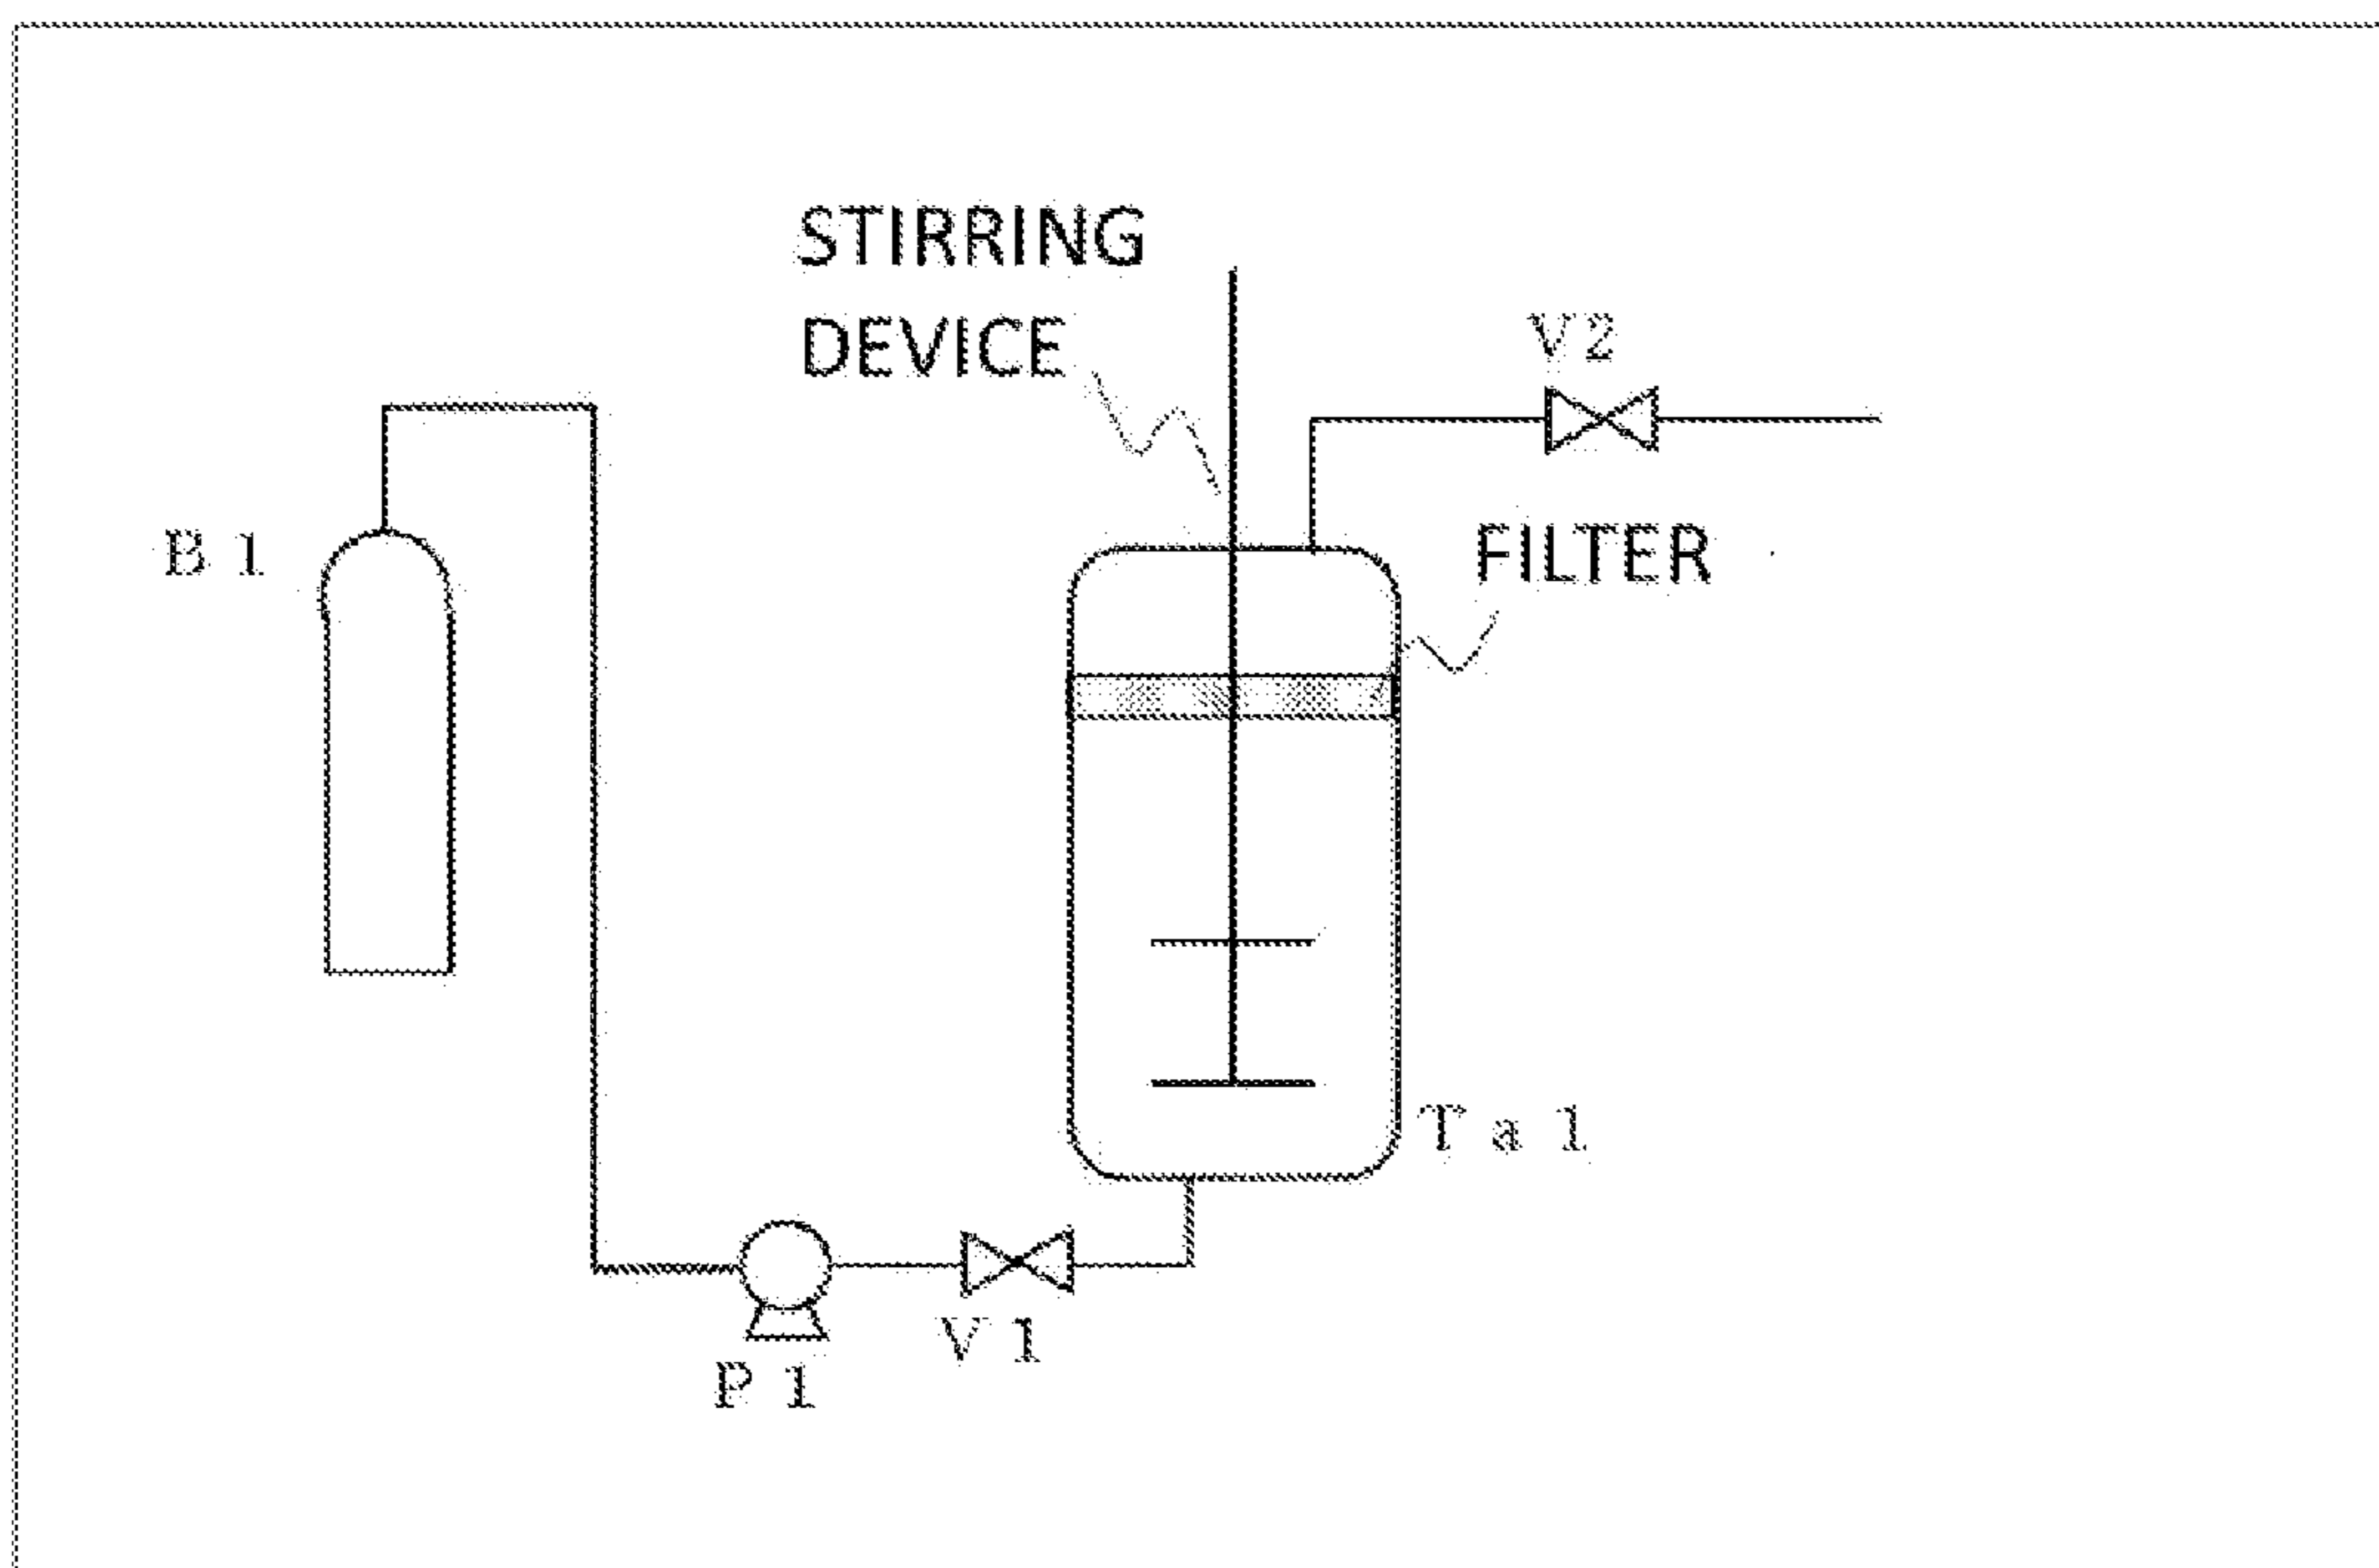 STIRRING
DEVICE
V2
B1
FILTER
Ta1
V1
P1